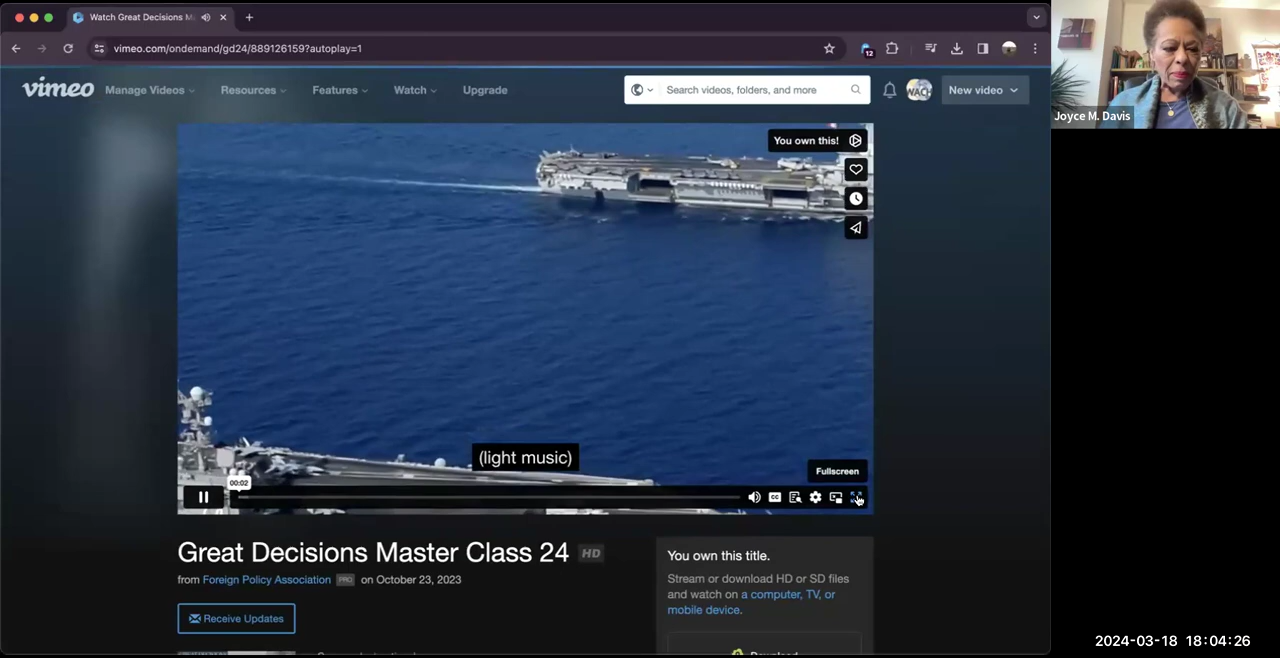 Watch Great Decisions M
vimeo.com/ondemand/gd24/889126159?autoplay=1
12
vimeo
Manage Videos
Resources
Features
Watch
Upgrade
Search videos, folders, and more
WACH
New video
Joyce M. Davis
You own this!
(light music)
Fullscreen
00:02
CC
Great Decisions Master Class 24 HD
from Foreign Policy Association PRO on October 23, 2023
Receive Updates
You own this title.
Stream or download HD or SD files
and watch on a computer, TV, or
mobile device.
Download
2024-03-18 18:04:26